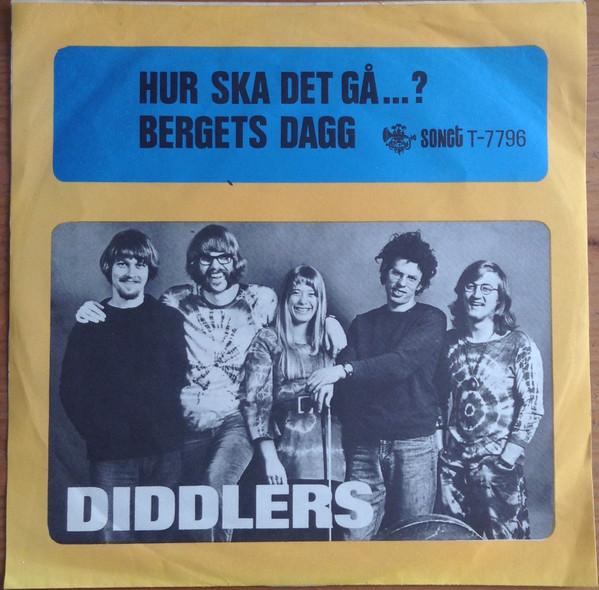 HUR SKA DET GÅ...?
BERGETS DAGG sonet T-7796
DIDDLERS